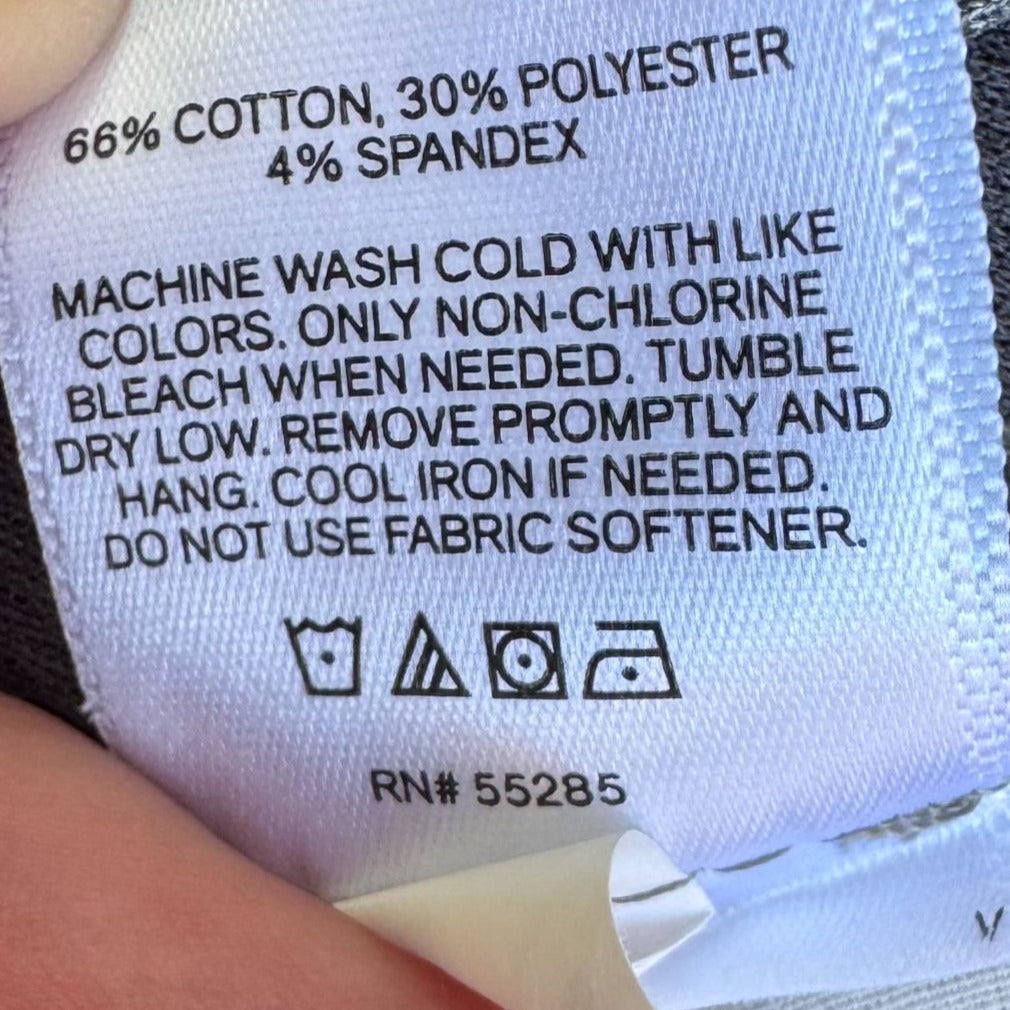 66% COTTON, 30% POLYESTER
4% SPANDEX
MACHINE WASH COLD WITH LIKE
COLORS. ONLY NON-CHLORINE
BLEACH WHEN NEEDED. TUMBLE
DRY LOW. REMOVE PROMPTLY AND
HANG. COOL IRON IF NEEDED.
DO NOT USE FABRIC SOFTENER.
RN# 55285